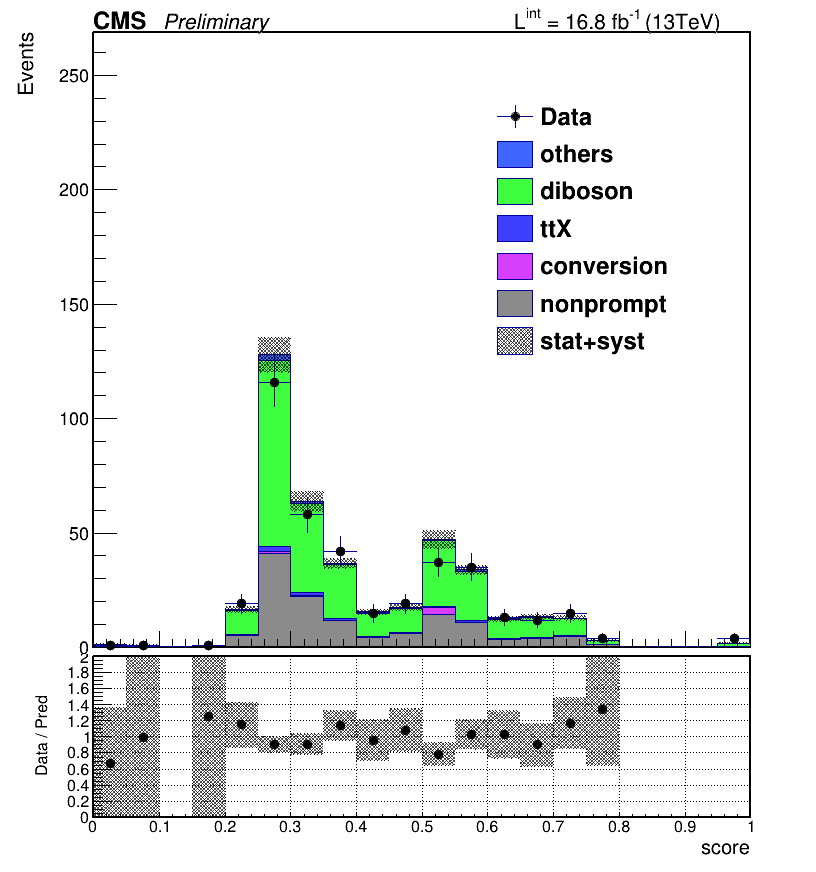 CMS Preliminary L^int = 16.8 fb^-1 (13TeV)
Events
250
200
150
100
50
0
Data
others
diboson
ttX
conversion
nonprompt
stat+syst
Data / Pred
2
1.8
1.6
1.4
1.2
1
0.8
0.6
0.4
0.2
0
0 0.1 0.2 0.3 0.4 0.5 0.6 0.7 0.8 0.9 1
score